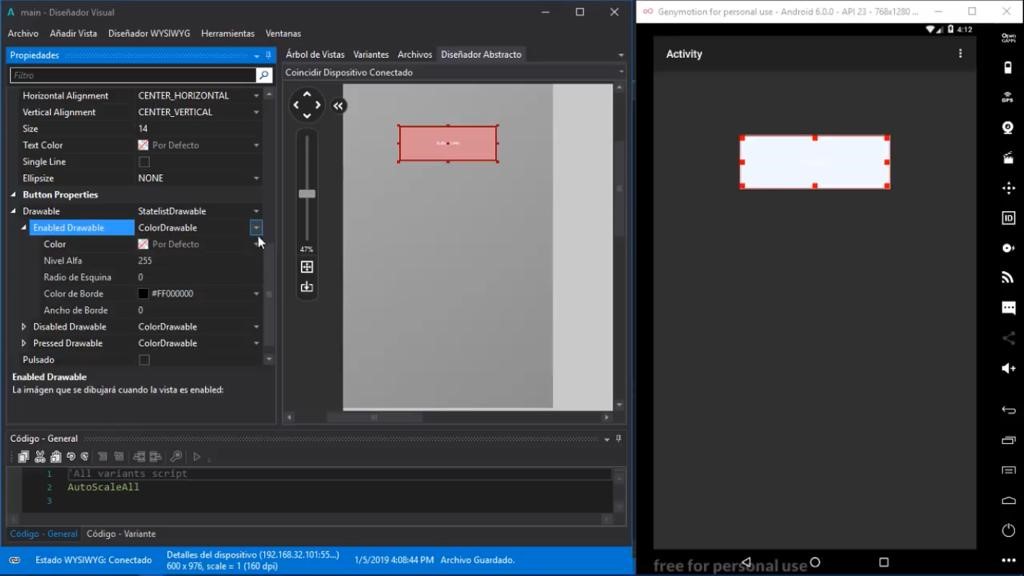 main - Diseñador Visual
Archivo Añadir Vista Diseñador WYSIWYG Herramientas Ventanas
Propiedades
Filtro
Horizontal Alignment CENTER_HORIZONTAL
Vertical Alignment CENTER_VERTICAL
Size 14
Text Color Por Defecto
Single Line
Ellipsize NONE
Button Properties
Drawable StatelistDrawable
Enabled Drawable ColorDrawable
Color Por Defecto
Nivel Alfa 255
Radio de Esquina 0
Color de Borde #FF000000
Ancho de Borde 0
Disabled Drawable ColorDrawable
Pressed Drawable ColorDrawable
Pulsado
Enabled Drawable
La imágen que se dibujará cuando la vista es enabled:
Árbol de Vistas Variantes Archivos Diseñador Abstracto
Coincidir Dispositivo Conectado
47%
Código - General
1 'All variants script
2 AutoScaleAll
3
Código - General Código - Variante
Estado WYSIWYG: Conectado
Detalles del dispositivo (192.168.32.101:55...)
600 x 976, scale = 1 (160 dpi)
1/5/2019 4:08:44 PM Archivo Guardado.
Genymotion for personal use - Android 6.0.0 - API 23 - 768x1280 ...
4:12
Activity
free for personal use
OPEN
GAPPS
GPS
ID